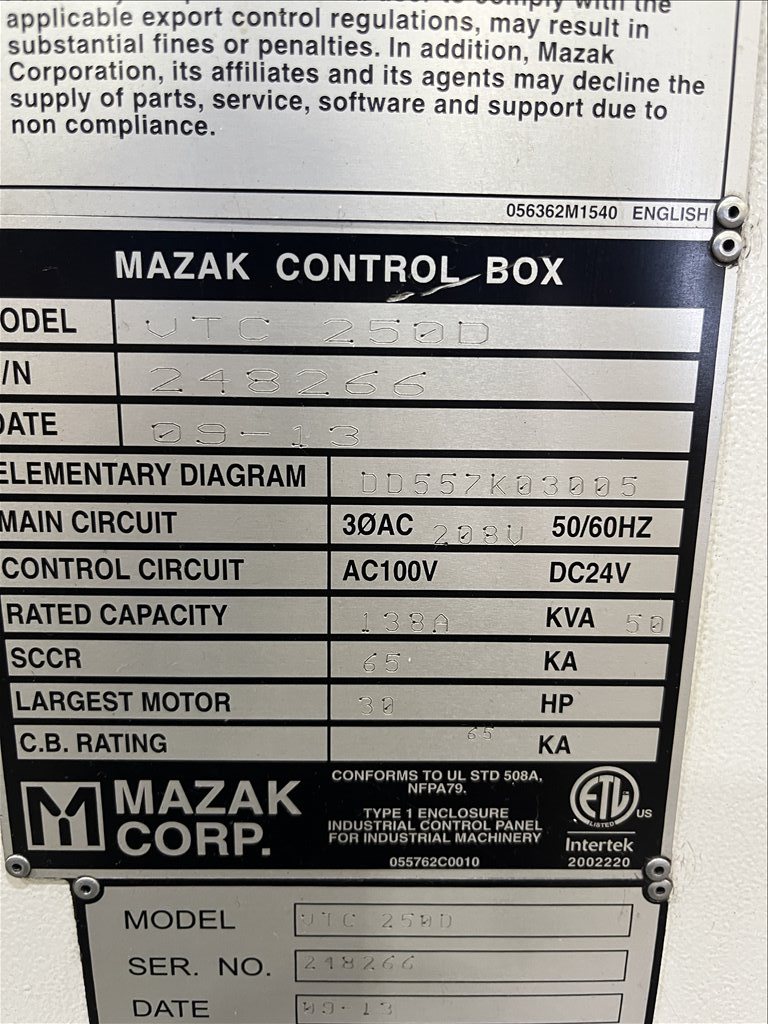 comply with the
applicable export control regulations, may result in
substantial fines or penalties. In addition, Mazak
Corporation, its affiliates and its agents may decline the
supply of parts, service, software and support due to
non compliance.
056362M1540 ENGLISH
MAZAK CONTROL BOX
ODEL VTC 250D
/N 248266
DATE 09-13
ELEMENTARY DIAGRAM DD557K03005
MAIN CIRCUIT 3ØAC 208V 50/60HZ
CONTROL CIRCUIT AC100V DC24V
RATED CAPACITY 138A KVA 50
SCCR 65 KA
LARGEST MOTOR 30 HP
C.B. RATING 65 KA
MAZAK
CORP.
CONFORMS TO UL STD 508A,
NFPA79.
TYPE 1 ENCLOSURE
INDUSTRIAL CONTROL PANEL
FOR INDUSTRIAL MACHINERY
055762C0010
ETL
LISTED
US
Intertek
2002220
MODEL VTC 250D
SER. NO. 248266
DATE 09-13